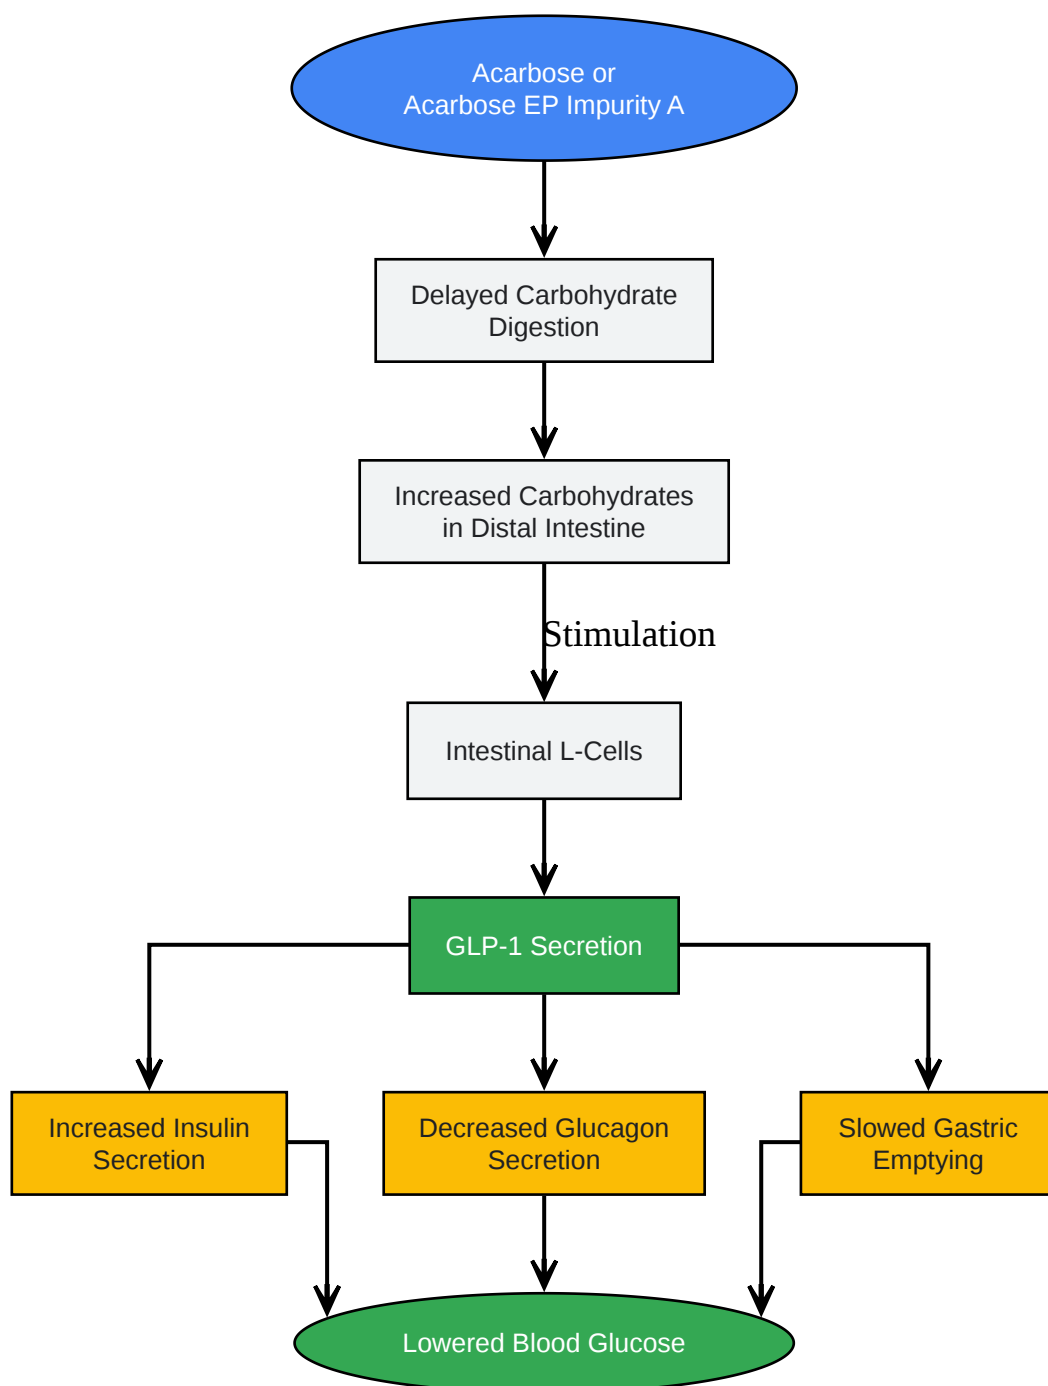 Acarbose or
Acarbose EP Impurity A
Delayed Carbohydrate
Digestion
Increased Carbohydrates
in Distal Intestine
Stimulation
Intestinal L-Cells
GLP-1 Secretion
Increased Insulin
Secretion
Decreased Glucagon
Secretion
Slowed Gastric
Emptying
Lowered Blood Glucose